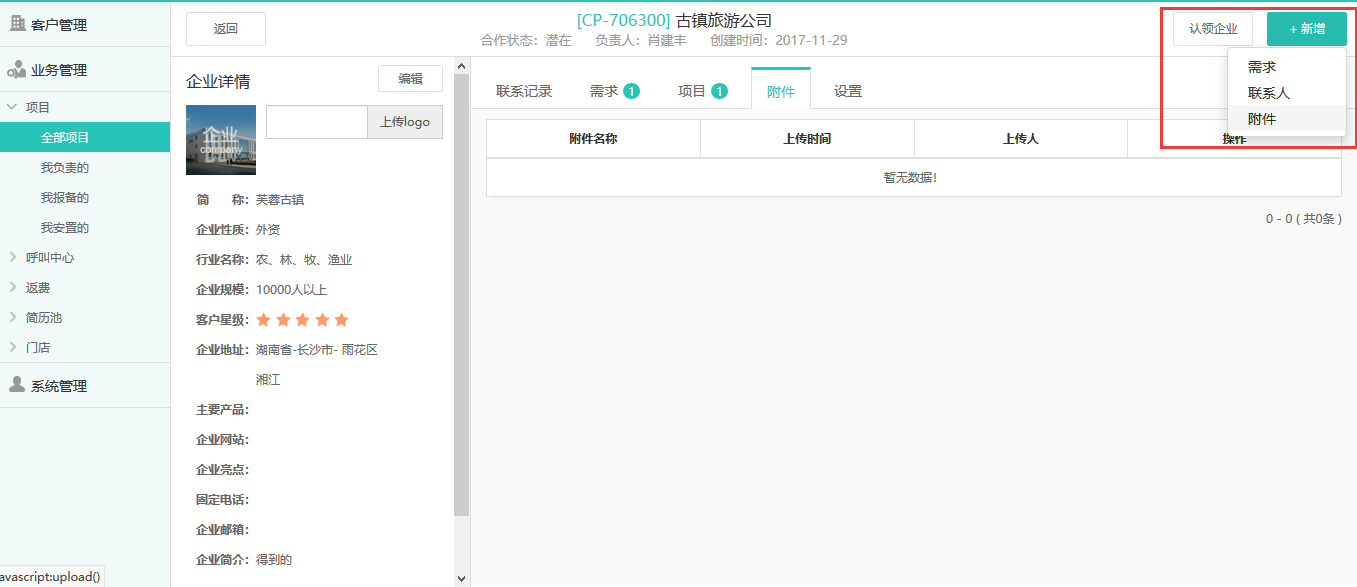 客户管理
业务管理
项目
全部项目
我负责的
我报备的
我安置的
呼叫中心
返费
简历池
门店
系统管理
avascript:upload()
返回
[CP-706300] 古镇旅游公司
合作状态：潜在 负责人：肖建丰 创建时间：2017-11-29
认领企业
+ 新增
需求
联系人
附件
企业详情
编辑
企业
company
上传logo
简 称：芙蓉古镇
企业性质：外资
行业名称：农、林、牧、渔业
企业规模：10000人以上
客户星级：
企业地址：湖南省-长沙市- 雨花区
湘江
主要产品：
企业网站：
企业亮点：
固定电话：
企业邮箱：
企业简介：得到的
联系记录 需求 1 项目 1 附件 设置
附件名称 上传时间 上传人 操作
暂无数据!
0 - 0 ( 共0条 )